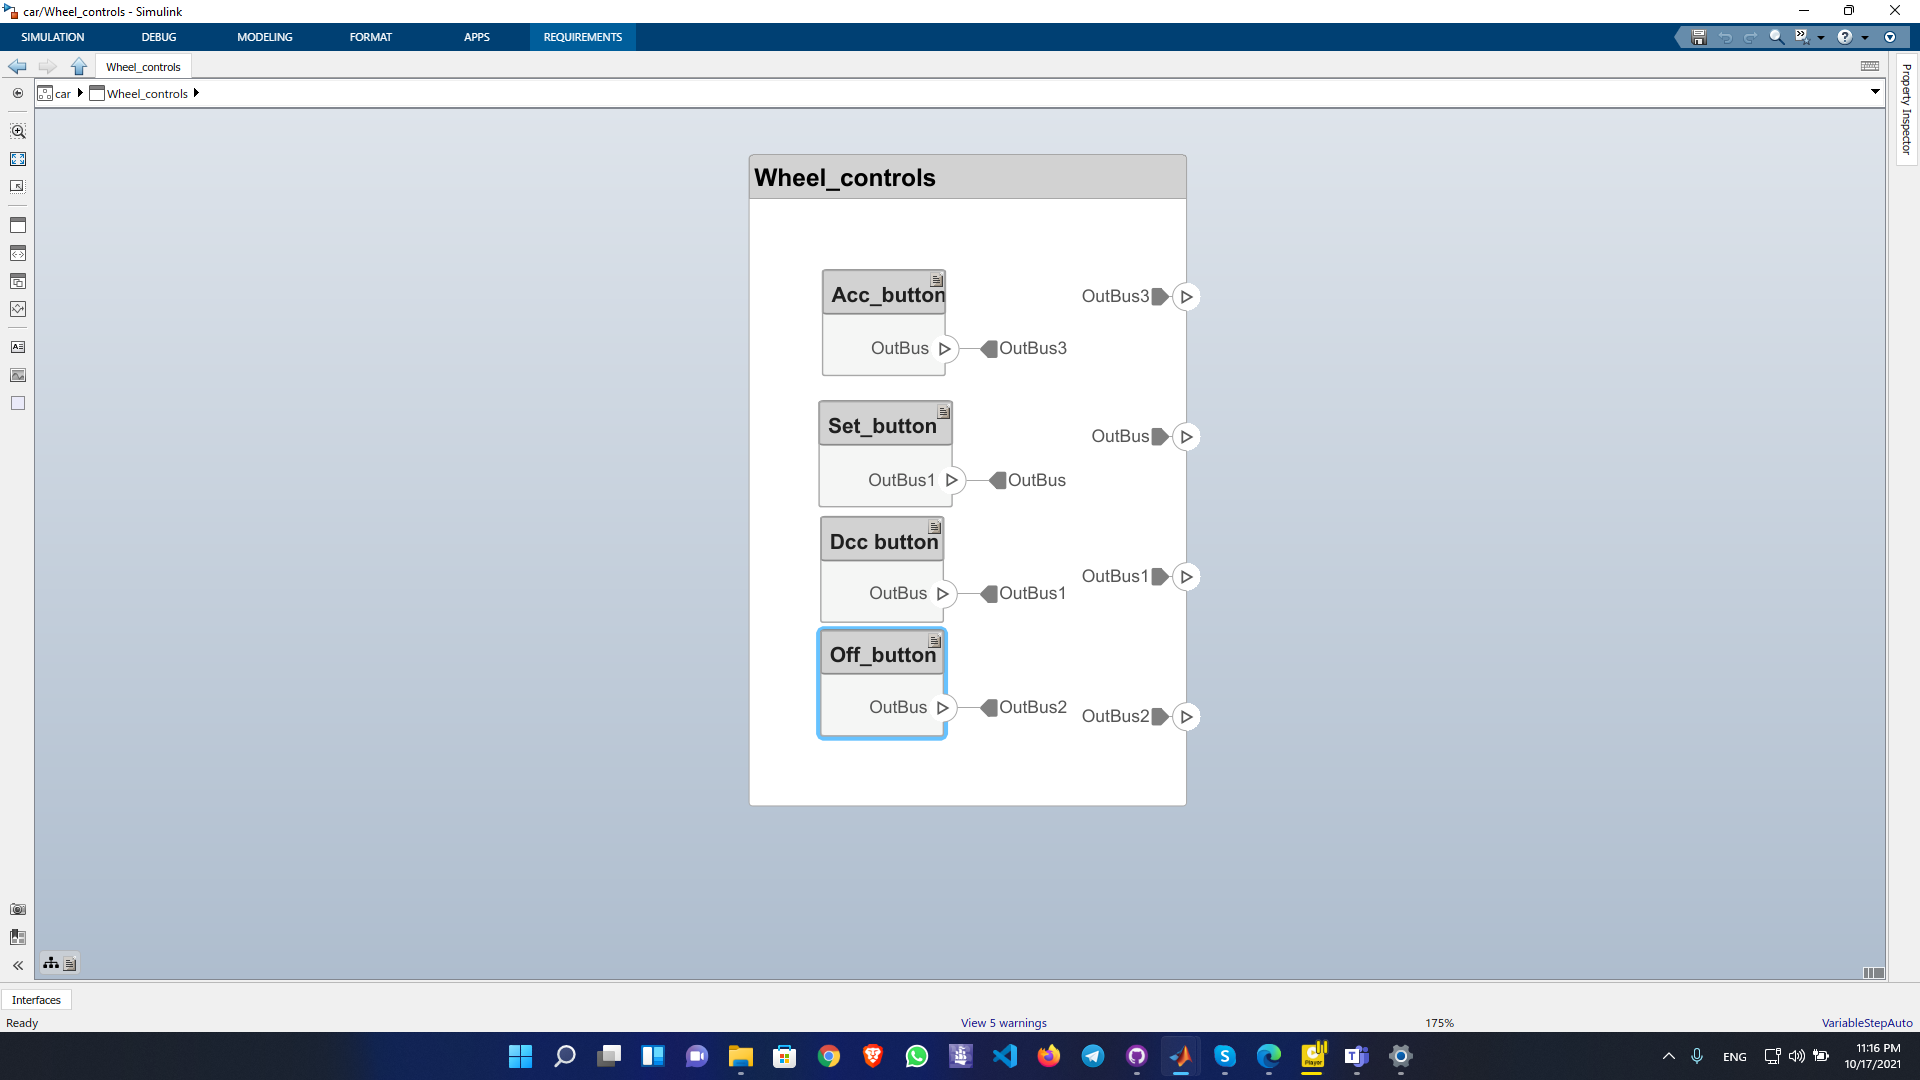 car/Wheel_controls - Simulink
SIMULATION DEBUG MODELING FORMAT APPS REQUIREMENTS
Wheel_controls
car Wheel_controls
Property Inspector
Wheel_controls
Acc_button
OutBus3
OutBus OutBus3
Set_button
OutBus
OutBus1 OutBus
Dcc button
OutBus1
OutBus OutBus1
Off_button
OutBus OutBus2
OutBus2
Interfaces
Ready View 5 warnings 175% VariableStepAuto
ENG 11:16 PM
10/17/2021